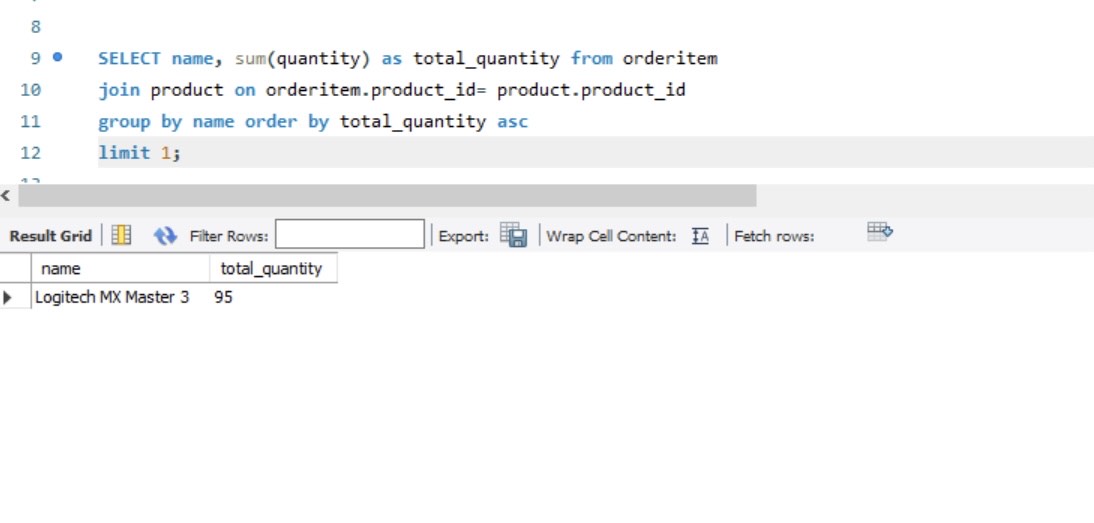 8
9 SELECT name, sum(quantity) as total_quantity from orderitem
10 join product on orderitem.product_id= product.product_id
11 group by name order by total_quantity asc
12 limit 1;
Result Grid Filter Rows: Export: Wrap Cell Content: Fetch rows:
name total_quantity
Logitech MX Master 3 95